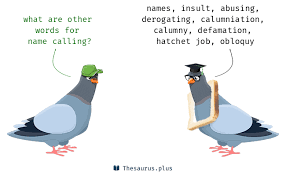 what are other
words for
name calling?
names, insult, abusing,
derogating, calumniation,
calumny, defamation,
hatchet job, obloquy
Thesaurus.plus